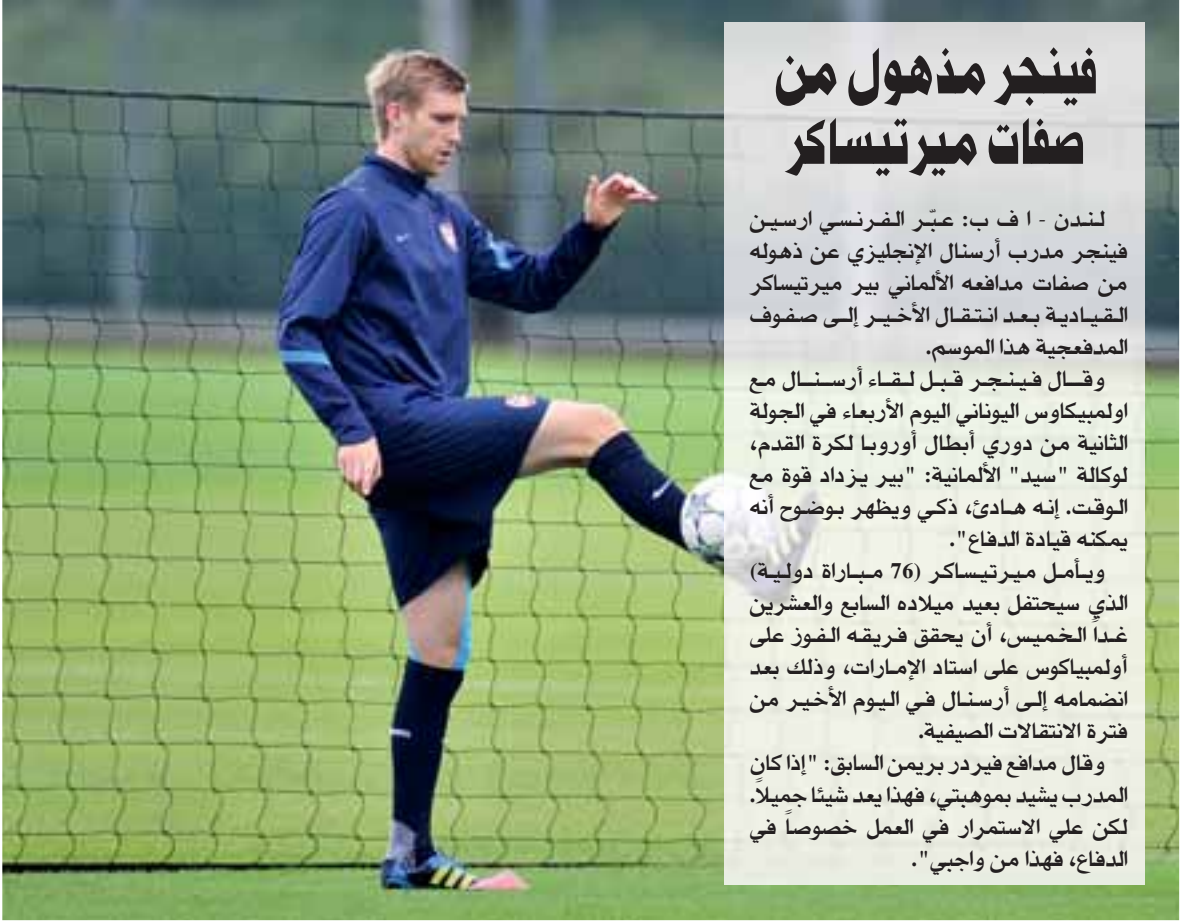 فينجر مذهول من
صفات ميرتيساكر
لندن - ا ف ب: عبّر الفرنسي ارسين
فينجر مدرب أرسنال الإنجليزي عن ذهوله
من صفات مدافعه الألماني بير ميرتيساكر
القيادية بعد انتقال الأخير إلى صفوف
المدفعجية هذا الموسم.
وقال فينجر قبل لقاء أرسنال مع
اولمبيكاوس اليوناني اليوم الأربعاء في الجولة
الثانية من دوري أبطال أوروبا لكرة القدم،
لوكالة "سيد" الألمانية: "بير يزداد قوة مع
الوقت. إنه هادئ، ذكي ويظهر بوضوح أنه
يمكنه قيادة الدفاع".
ويأمل ميرتيساكر (76 مباراة دولية)
الذي سيحتفل بعيد ميلاده السابع والعشرين
غداً الخميس، أن يحقق فريقه الفوز على
أولمبياكوس على استاد الإمارات، وذلك بعد
انضمامه إلى أرسنال في اليوم الأخير من
فترة الانتقالات الصيفية.
وقال مدافع فيردر بريمن السابق: "إذا كان
المدرب يشيد بموهبتي، فهذا يعد شيئا جميلاً.
لكن علي الاستمرار في العمل خصوصاً في
الدفاع، فهذا من واجبي".